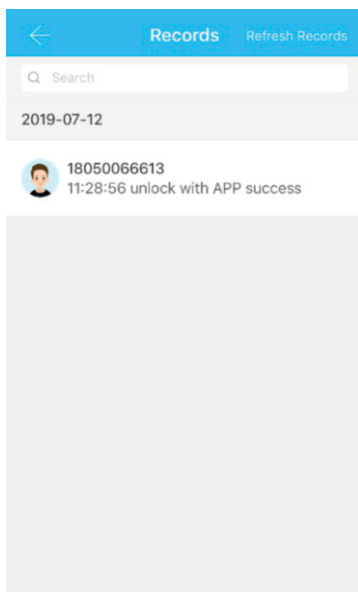 Records Refresh Records
Search
2019-07-12
18050066613
11:28:56 unlock with APP success